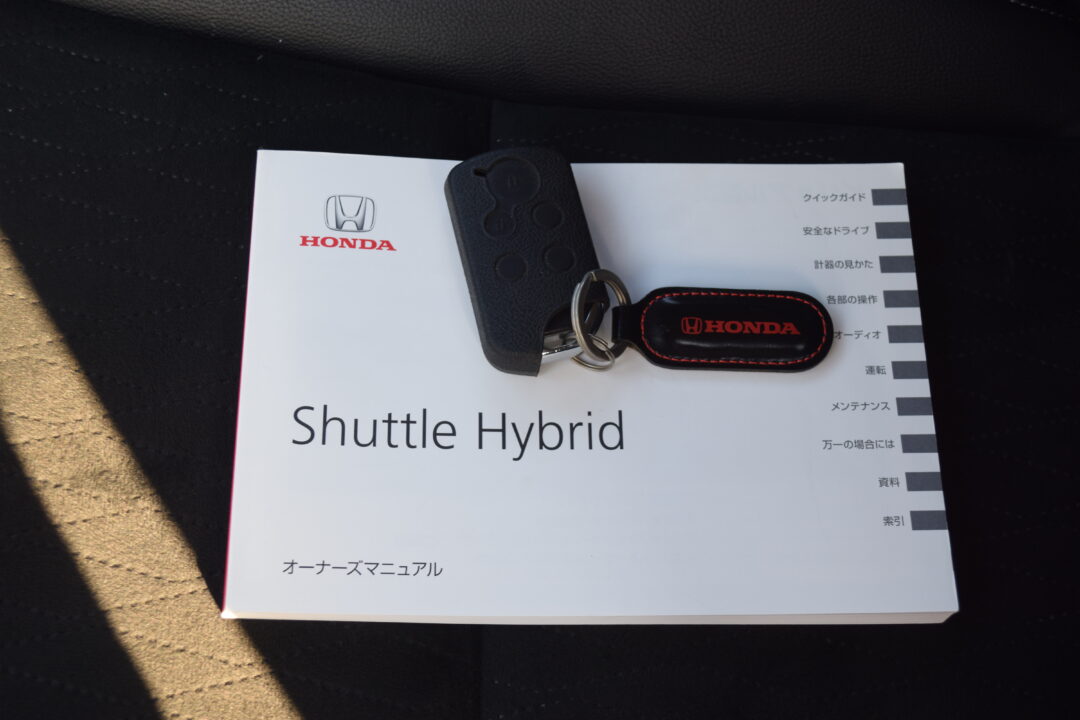 HONDA
クイックガイド
安全なドライブ
計器の見かた
各部の操作
オーディオ
運転
メンテナンス
万一の場合には
資料
索引
HONDA
Shuttle Hybrid
オーナーズマニュアル